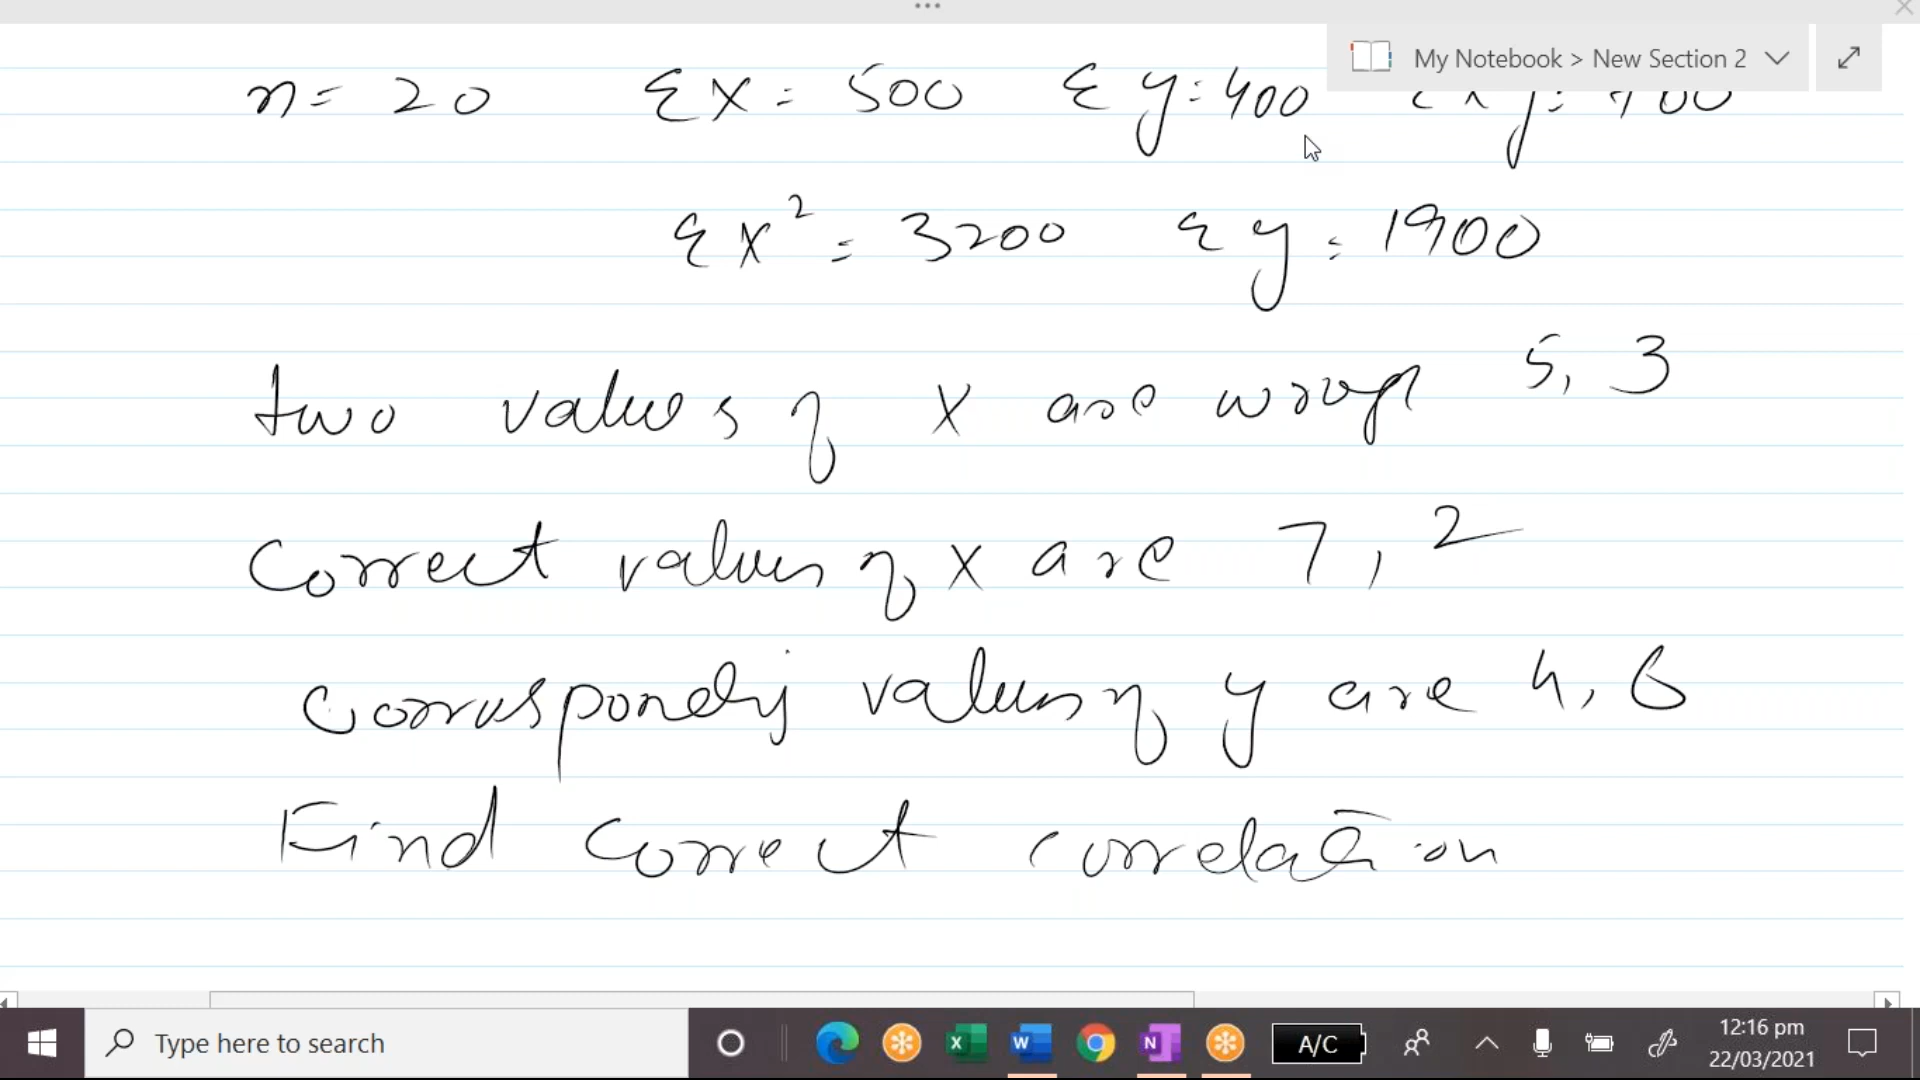 My Notebook > New Section 2
n = 20 Σx = 500 Σy = 400
Σx² = 3200 Σy = 1900
two values of x are wrong 5, 3
correct values of x are 7, 2
values of y are 4, 6
Find correct correlation
Type here to search
A/C
12:16 pm
22/03/2021